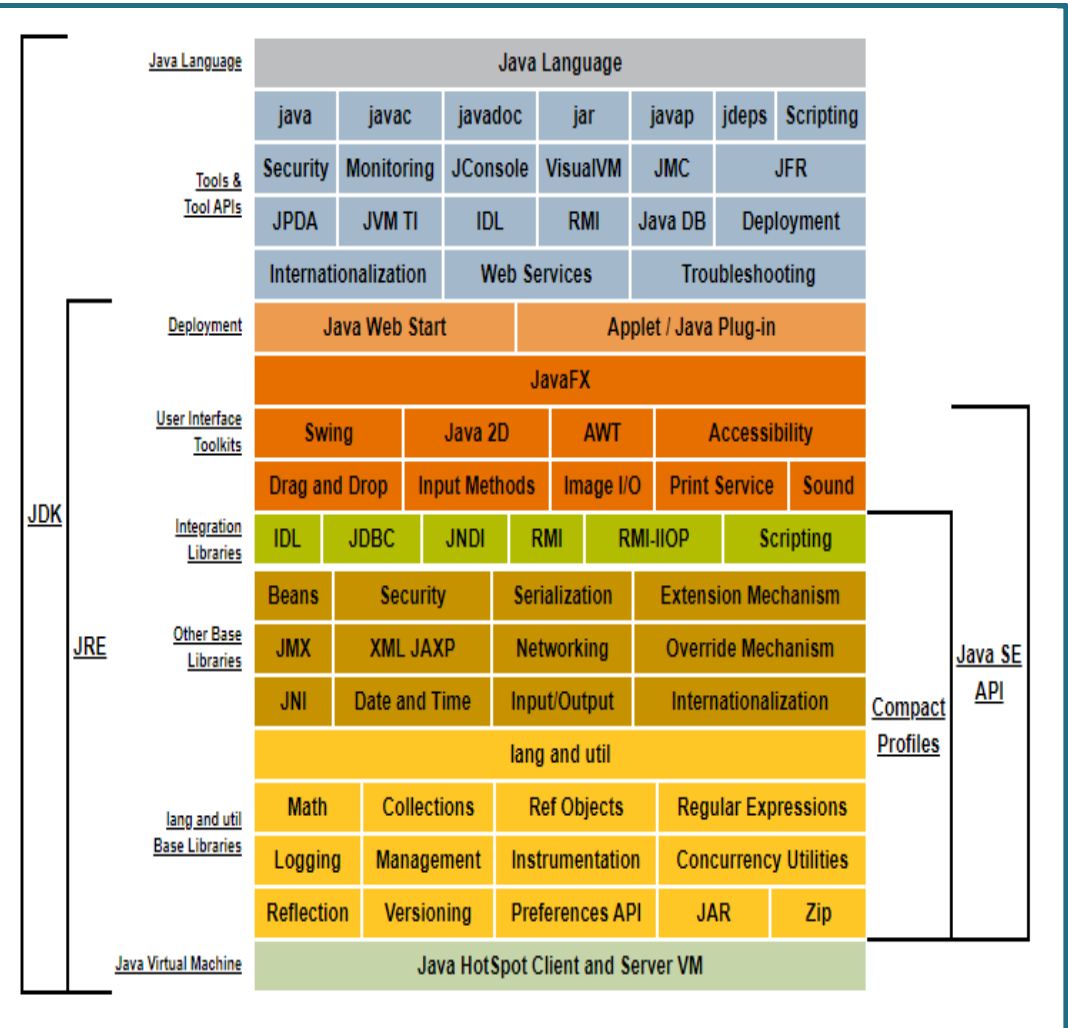 Java Language
Java Language
java javac javadoc jar javap jdeps Scripting
Tools &
Tool APIs
Security Monitoring JConsole VisualVM JMC JFR
JPDA JVM TI IDL RMI Java DB Deployment
Internationalization Web Services Troubleshooting
Deployment
Java Web Start Applet / Java Plug-in
JavaFX
User Interface
Toolkits
Swing Java 2D AWT Accessibility
Drag and Drop Input Methods Image I/O Print Service Sound
Integration
Libraries
IDL JDBC JNDI RMI RMI-IIOP Scripting
Beans Security Serialization Extension Mechanism
Other Base
Libraries
JMX XML JAXP Networking Override Mechanism
JNI Date and Time Input/Output Internationalization
lang and util
lang and util
Base Libraries
Math Collections Ref Objects Regular Expressions
Logging Management Instrumentation Concurrency Utilities
Reflection Versioning Preferences API JAR Zip
Java Virtual Machine
Java HotSpot Client and Server VM
JDK
JRE
Compact
Profiles
Java SE
API